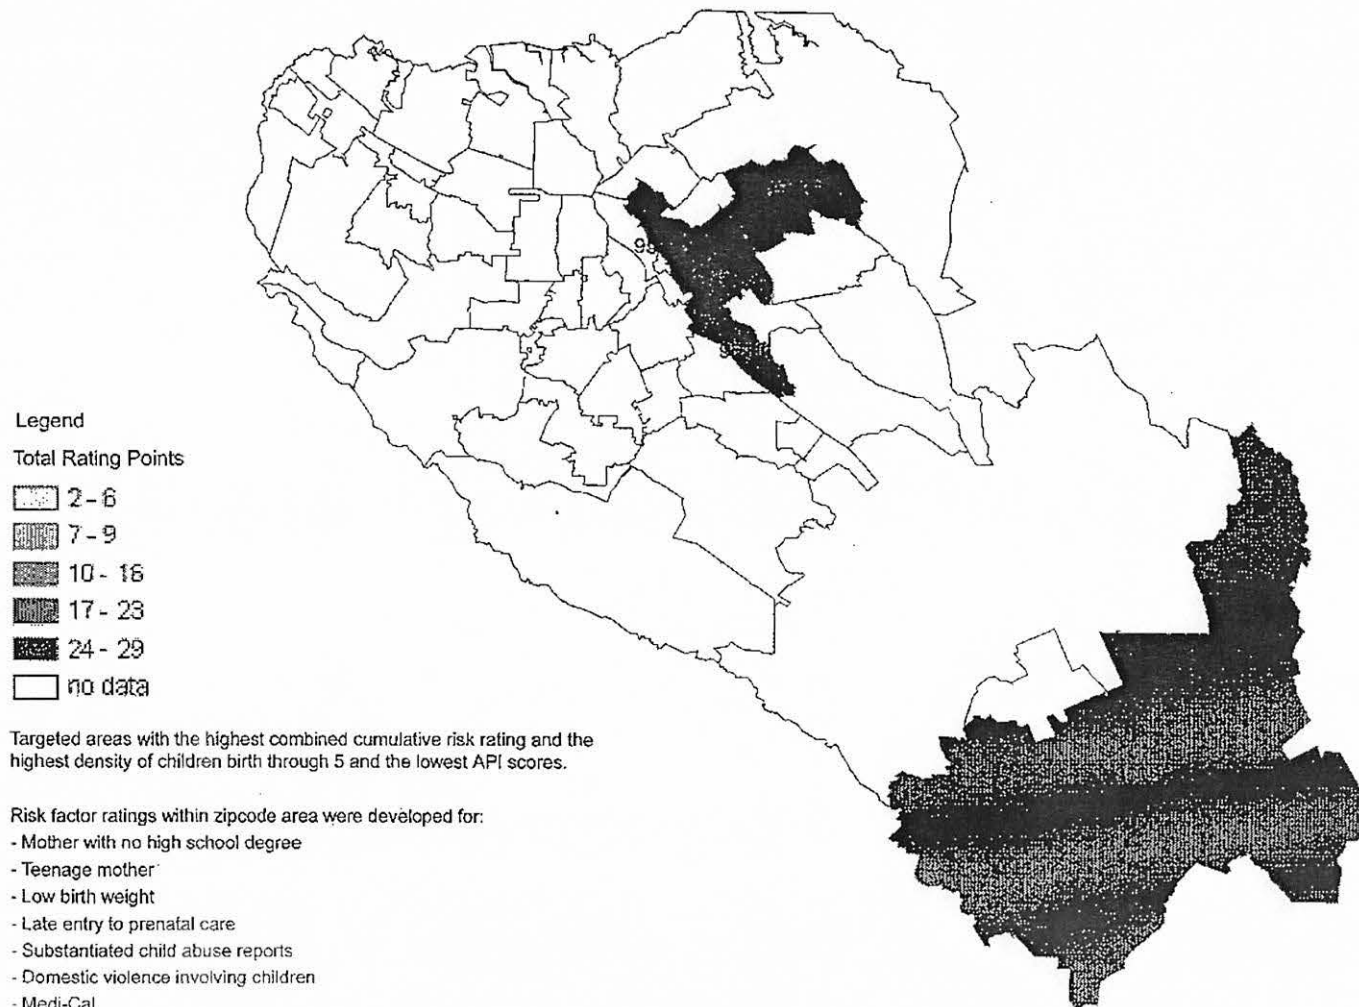 Legend
Total Rating Points
2 - 6
7 - 9
10 - 16
17 - 23
24 - 29
no data
Targeted areas with the highest combined cumulative risk rating and the
highest density of children birth through 5 and the lowest API scores.
Risk factor ratings within zipcode area were developed for:
- Mother with no high school degree
- Teenage mother
- Low birth weight
- Late entry to prenatal care
- Substantiated child abuse reports
- Domestic violence involving children
- Medi-Cal